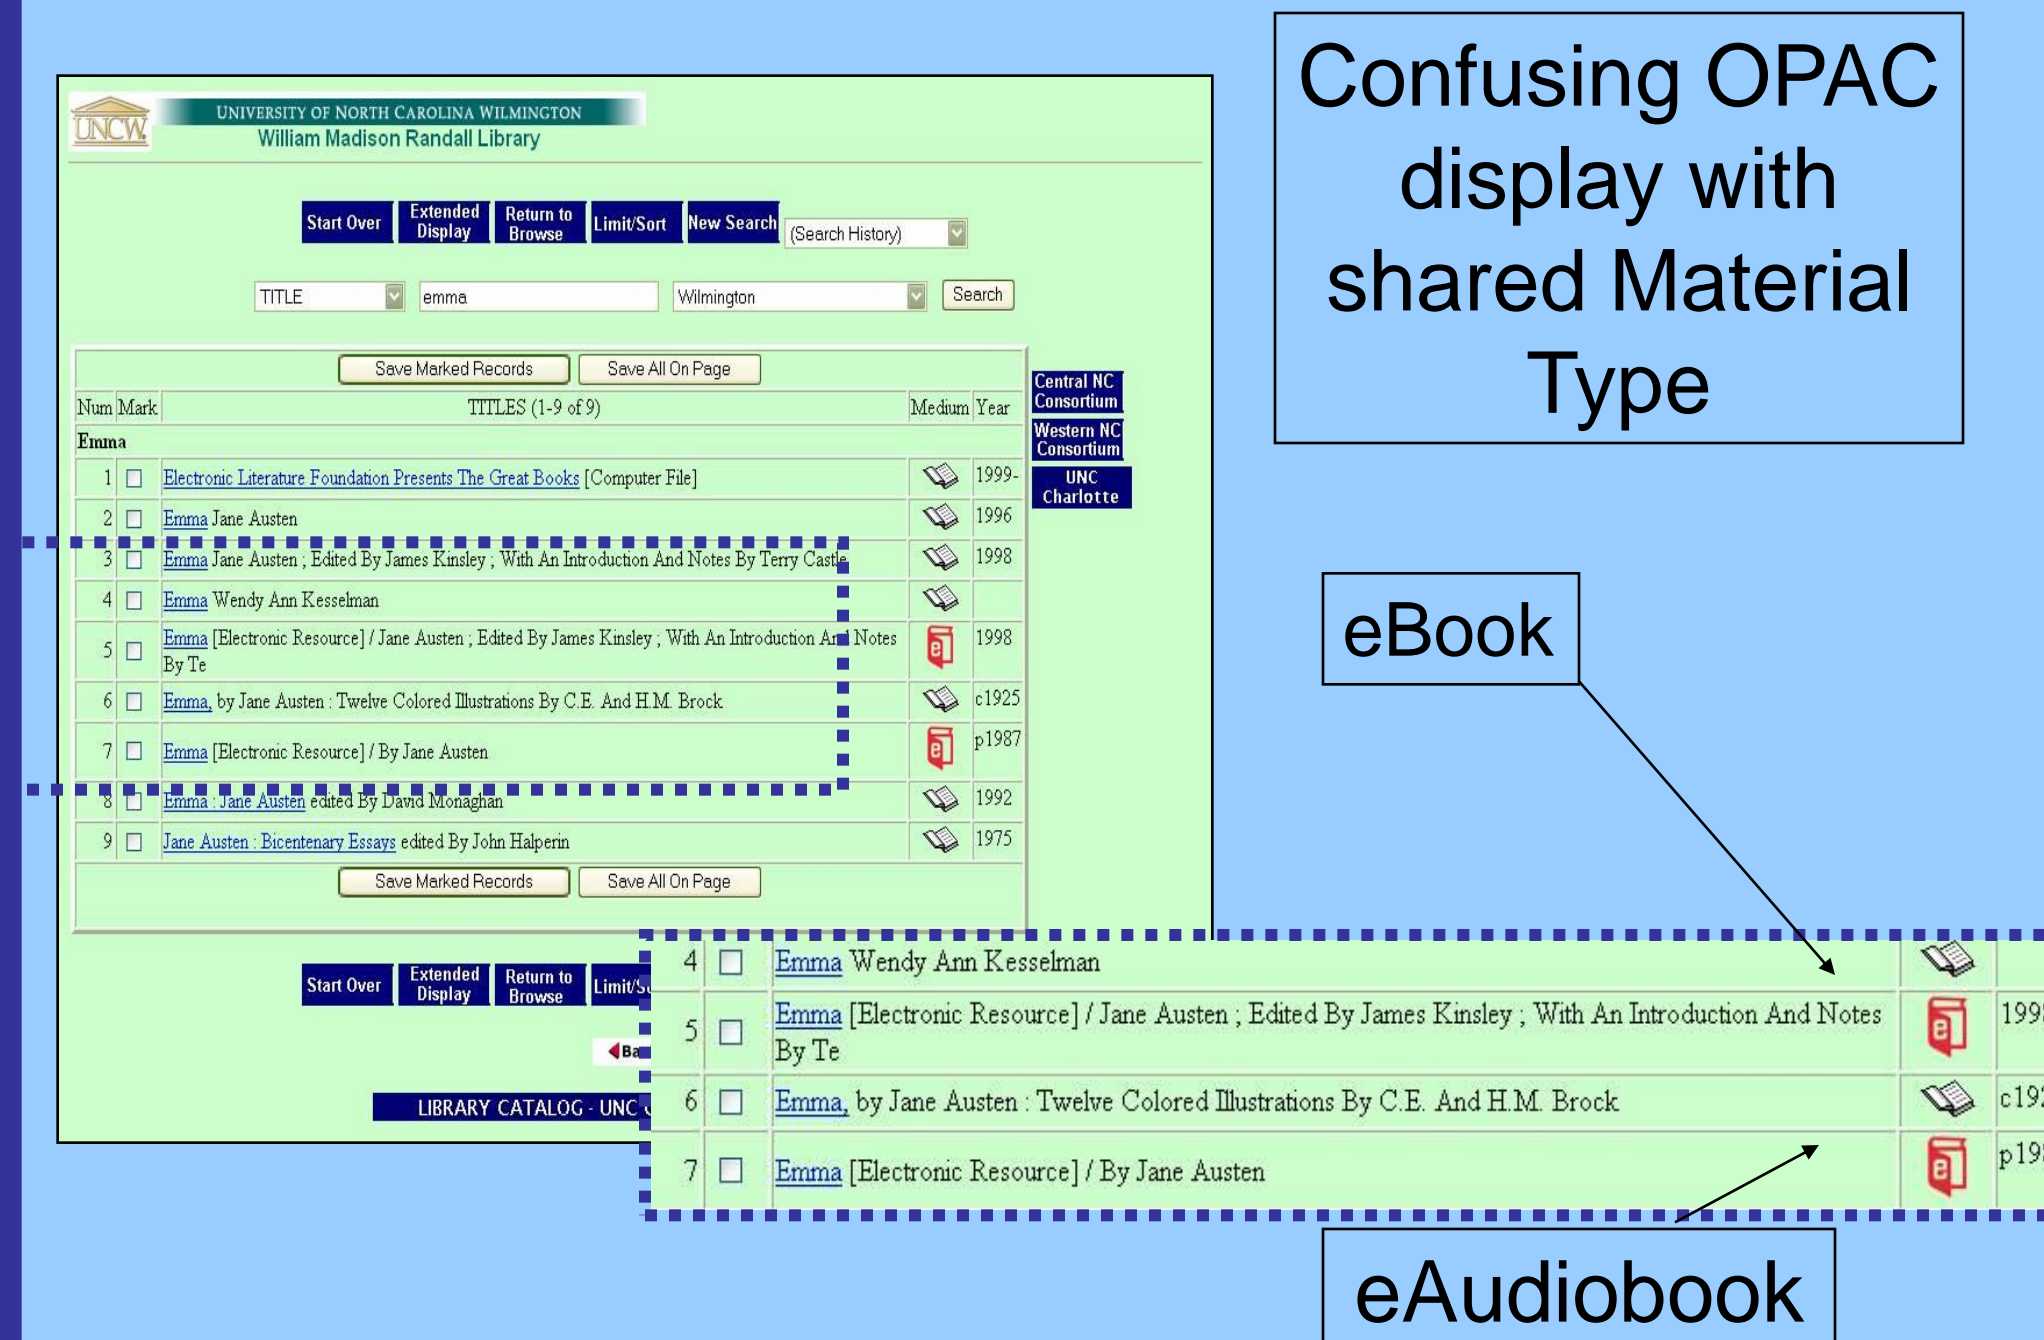 Confusing OPAC
display with
shared Material
Type
UNCW
UNIVERSITY OF NORTH CAROLINA WILMINGTON
William Madison Randall Library
Start Over Extended Display Return to Browse Limit/Sort New Search (Search History)
TITLE emma Wilmington Search
Save Marked Records Save All On Page
Num Mark TITLES (1-9 of 9) Medium Year
Emma
1 Electronic Literature Foundation Presents The Great Books [Computer File] 1999-
2 Emma Jane Austen 1996
3 Emma Jane Austen ; Edited By James Kinsley ; With An Introduction And Notes By Terry Castle 1998
4 Emma Wendy Ann Kesselman
5 Emma [Electronic Resource] / Jane Austen ; Edited By James Kinsley ; With An Introduction And Notes e 1998
By Te
6 Emma, by Jane Austen : Twelve Colored Illustrations By C.E. And H.M. Brock c1925
7 Emma [Electronic Resource] / By Jane Austen e p1987
8 Emma : Jane Austen edited By David Monaghan 1992
9 Jane Austen : Bicentenary Essays edited By John Halperin 1975
Save Marked Records Save All On Page
Central NC
Consortium
Western NC
Consortium
UNC
Charlotte
Start Over Extended Display Return to Browse
LIBRARY CATALOG - UNC
eBook
4 Emma Wendy Ann Kesselman
5 Emma [Electronic Resource] / Jane Austen ; Edited By James Kinsley ; With An Introduction And Notes e 199
By Te
6 Emma, by Jane Austen : Twelve Colored Illustrations By C.E. And H.M. Brock c19
7 Emma [Electronic Resource] / By Jane Austen e p19
eAudiobook